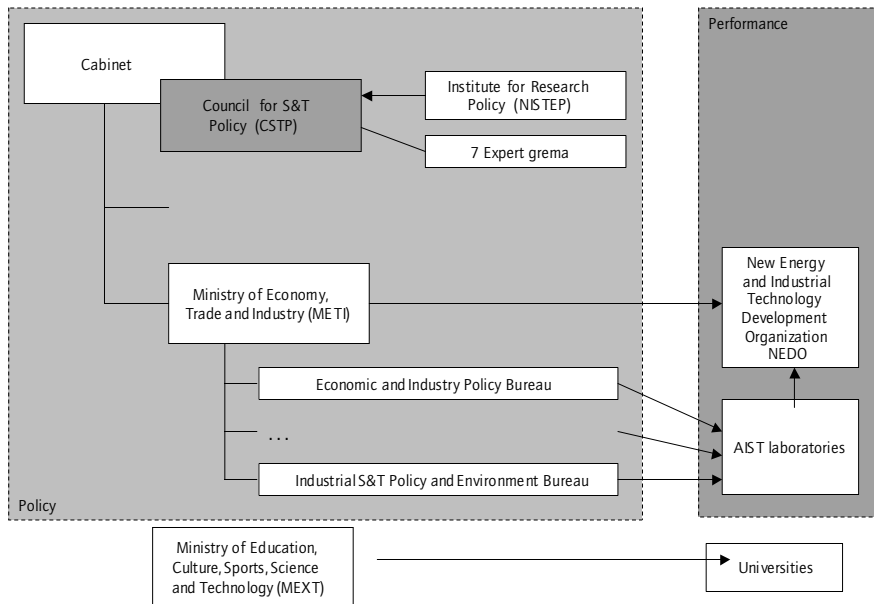 Performance
Cabinet
Council for S&T
Policy (CSTP)
Institute for Research
Policy (NISTEP)
7 Expert grema
Ministry of Economy,
Trade and Industry (METI)
New Energy
and Industrial
Technology
Development
Organization
NEDO
Economic and Industry Policy Bureau
...
AIST laboratories
Industrial S&T Policy and Environment Bureau
Policy
Ministry of Education,
Culture, Sports, Science
and Technology (MEXT)
Universities